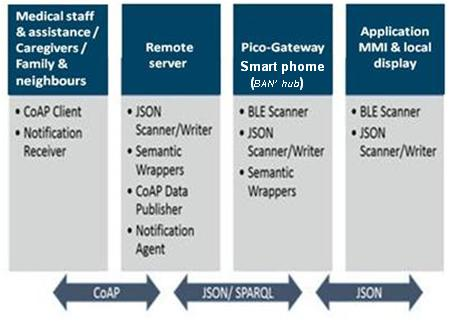 Medical staff
& assistance /
Caregivers /
Family &
neighbours
• CoAP Client
• Notification
Receiver
Remote
server
• JSON
Scanner/Writer
• Semantic
Wrappers
• CoAP Data
Publisher
• Notification
Agent
Pico-Gateway
Smart phome
(BAN' hub)
• BLE Scanner
• JSON
Scanner/Writer
• Semantic
Wrappers
Application
MMI & local
display
• BLE Scanner
• JSON
Scanner/Writer
CoAP
JSON/ SPARQL
JSON